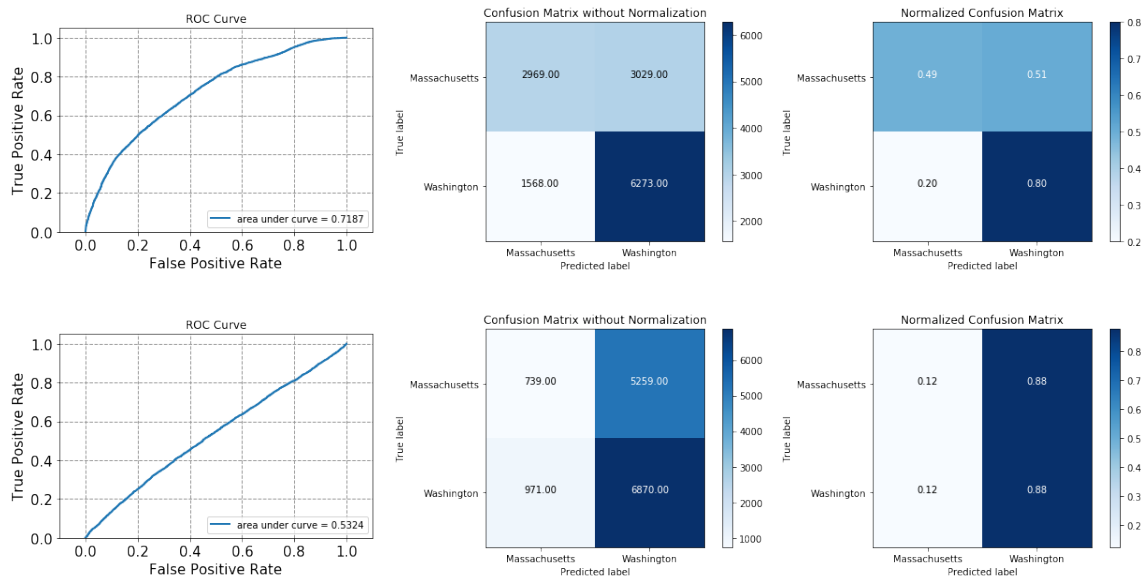 ROC Curve
True Positive Rate
1.0
0.8
0.6
0.4
0.2
0.0
0.0 0.2 0.4 0.6 0.8 1.0
False Positive Rate
area under curve = 0.7187
Confusion Matrix without Normalization
True label
Massachusetts
Washington
2969.00 3029.00
1568.00 6273.00
Massachusetts Washington
Predicted label
6000
5000
4000
3000
2000
Normalized Confusion Matrix
True label
Massachusetts
Washington
0.49 0.51
0.20 0.80
Massachusetts Washington
Predicted label
0.8
0.7
0.6
0.5
0.4
0.3
0.2
ROC Curve
True Positive Rate
1.0
0.8
0.6
0.4
0.2
0.0
0.0 0.2 0.4 0.6 0.8 1.0
False Positive Rate
area under curve = 0.5324
Confusion Matrix without Normalization
True label
Massachusetts
Washington
739.00 5259.00
971.00 6870.00
Massachusetts Washington
Predicted label
6000
5000
4000
3000
2000
1000
Normalized Confusion Matrix
True label
Massachusetts
Washington
0.12 0.88
0.12 0.88
Massachusetts Washington
Predicted label
0.8
0.7
0.6
0.5
0.4
0.3
0.2